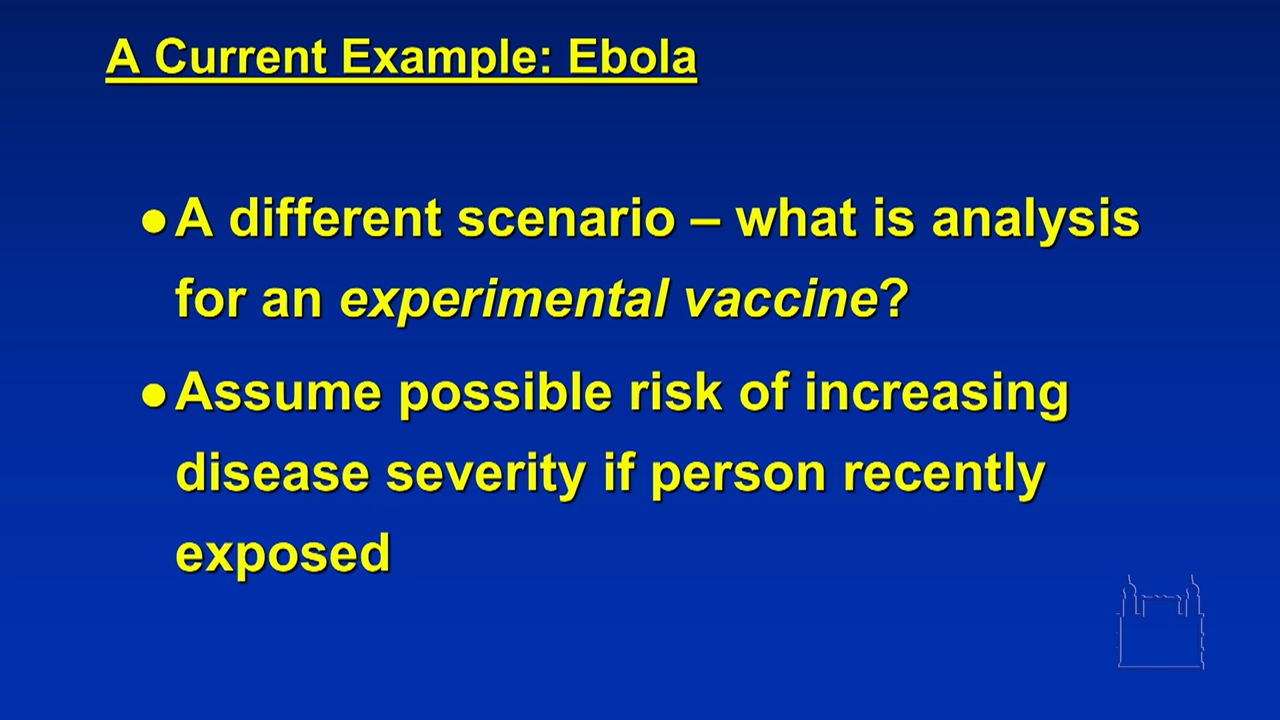 A Current Example: Ebola
● A different scenario – what is analysis
for an experimental vaccine?
● Assume possible risk of increasing
disease severity if person recently
exposed